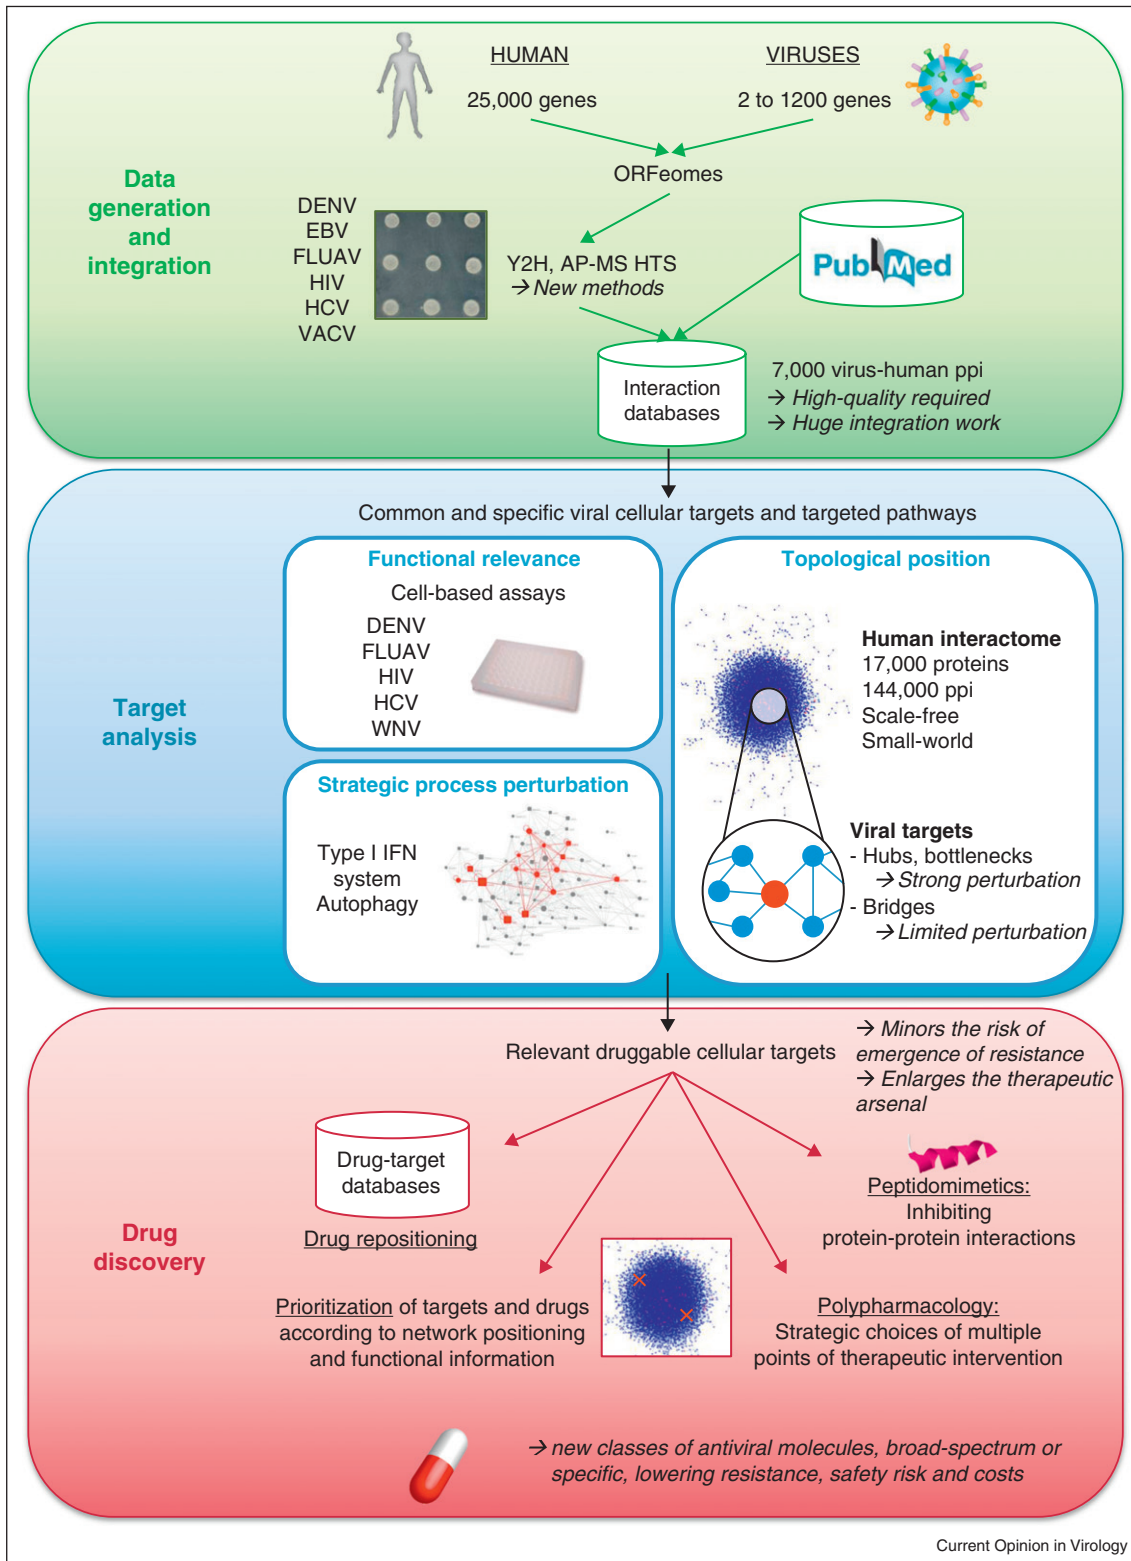 HUMAN
VIRUSES
25,000 genes
2 to 1200 genes
ORFeomes
Data
generation
and
integration
DENV
EBV
FLUAV
HIV
HCV
VACV
Y2H, AP-MS HTS
→ New methods
PubMed
Interaction
databases
7,000 virus-human ppi
→ High-quality required
→ Huge integration work
Common and specific viral cellular targets and targeted pathways
Target
analysis
Functional relevance
Cell-based assays
DENV
FLUAV
HIV
HCV
WNV
Strategic process perturbation
Type I IFN
system
Autophagy
Topological position
Human interactome
17,000 proteins
144,000 ppi
Scale-free
Small-world
Viral targets
- Hubs, bottlenecks
→ Strong perturbation
- Bridges
→ Limited perturbation
Relevant druggable cellular targets
→ Minors the risk of
emergence of resistance
→ Enlarges the therapeutic
arsenal
Drug
discovery
Drug-target
databases
Drug repositioning
Peptidomimetics:
Inhibiting
protein-protein interactions
Prioritization of targets and drugs
according to network positioning
and functional information
Polypharmacology:
Strategic choices of multiple
points of therapeutic intervention
→ new classes of antiviral molecules, broad-spectrum or
specific, lowering resistance, safety risk and costs
Current Opinion in Virology